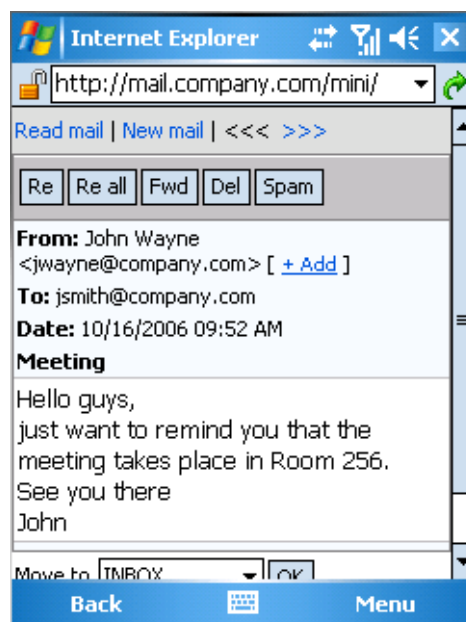 Internet Explorer
http://mail.company.com/mini/
Read mail | New mail | <<< >>>
Re Re all Fwd Del Spam
From: John Wayne
<jwayne@company.com> [ + Add ]
To: jsmith@company.com
Date: 10/16/2006 09:52 AM
Meeting
Hello guys,
just want to remind you that the
meeting takes place in Room 256.
See you there
John
Move to INBOX OK
Back Menu